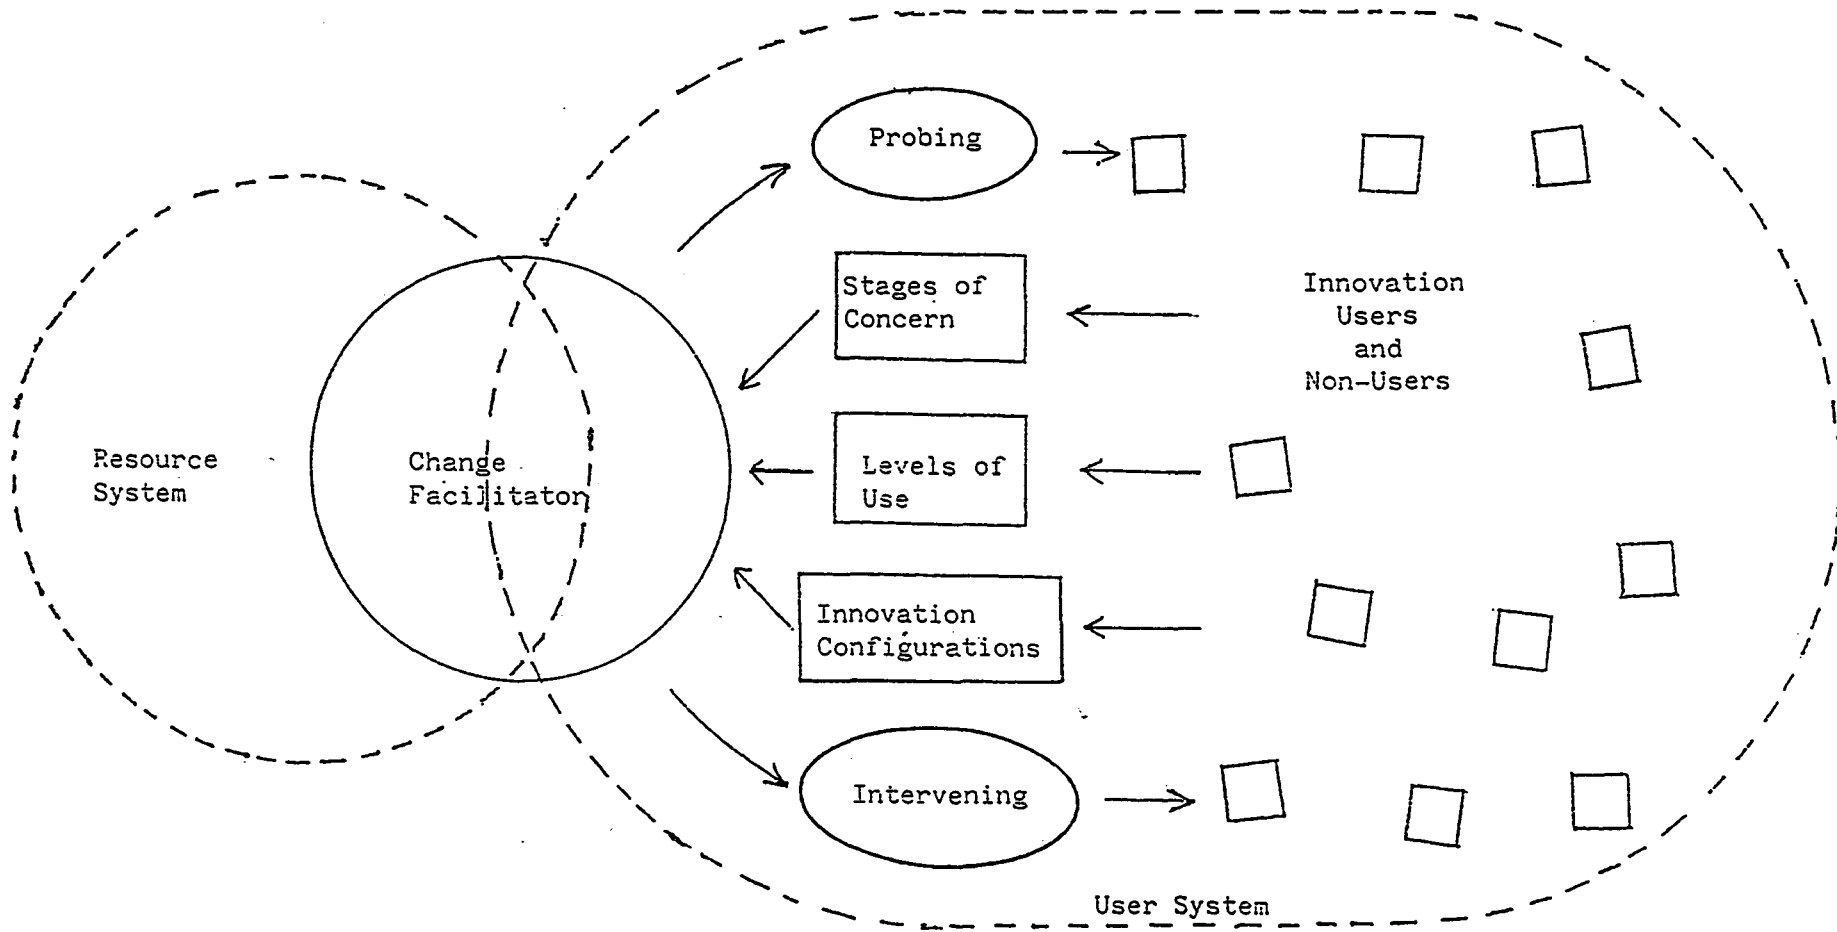 Probing
Stages of
Concern
Innovation
Users
and
Non-Users
Resource
System
Change
Facilitator
Levels of
Use
Innovation
Configurations
Intervening
User System